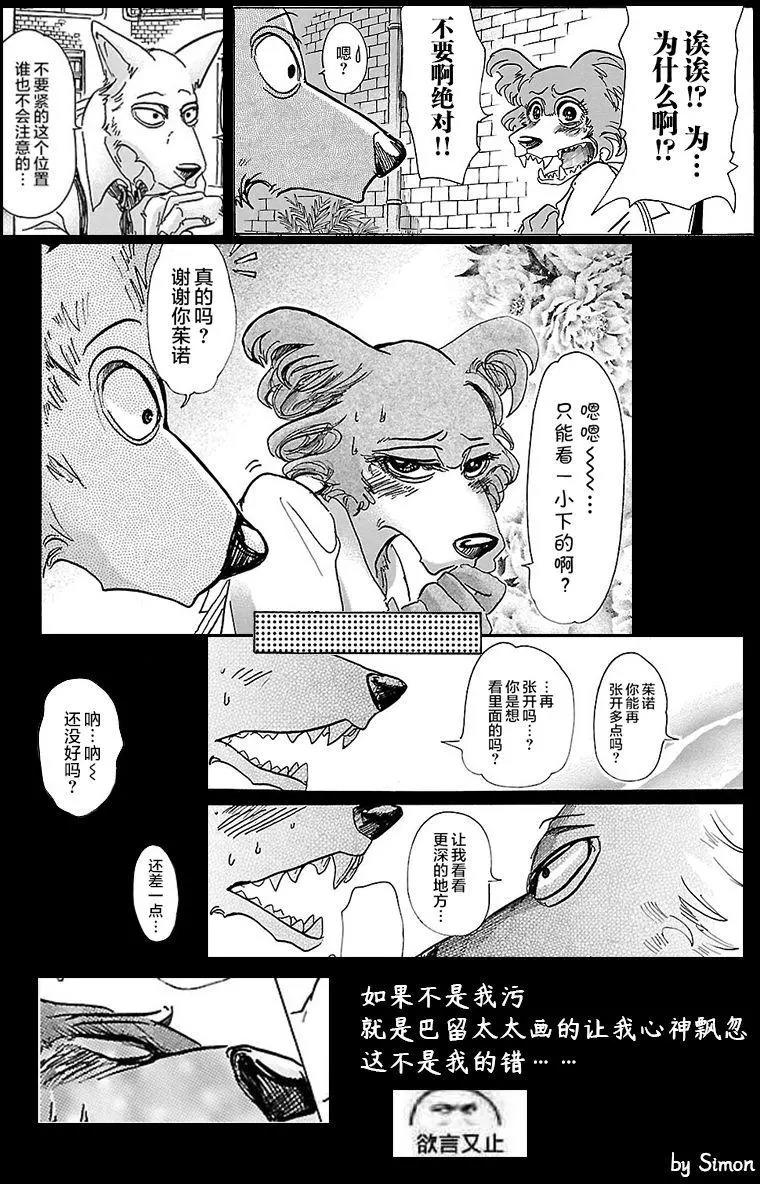 诶诶!? 为…
为什么啊!?
不要啊绝对!!
嗯?
不要紧的这个位置
谁也不会注意的…
真的吗?
谢谢你茱诺
嗯嗯~~~…
只能看一小下的啊?
茱诺
你能再
张开多点吗?
…再
张开吗…?
你是想
看里面的吗?
呐…呐~
还没好吗?
让我看看
更深的地方…
还差一点…
如果不是我污
就是巴留太太画的让我心神飘忽
这不是我的错……
欲言又止
by Simon